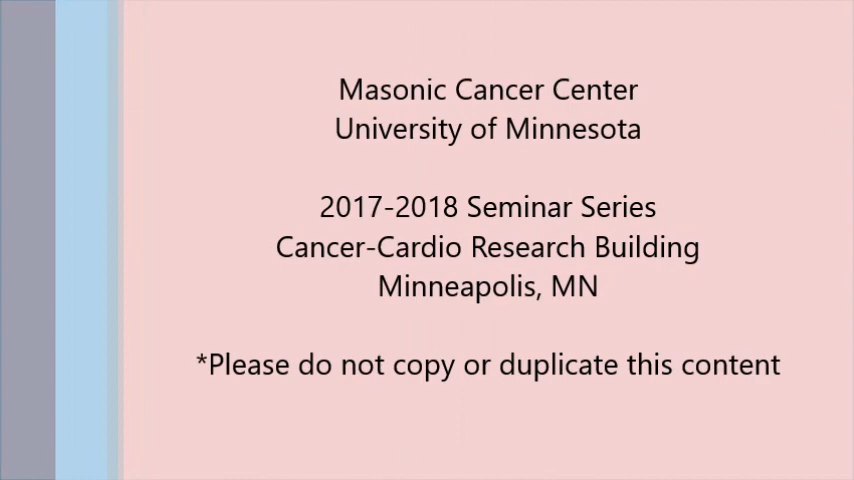 Masonic Cancer Center
University of Minnesota
2017-2018 Seminar Series
Cancer-Cardio Research Building
Minneapolis, MN
*Please do not copy or duplicate this content